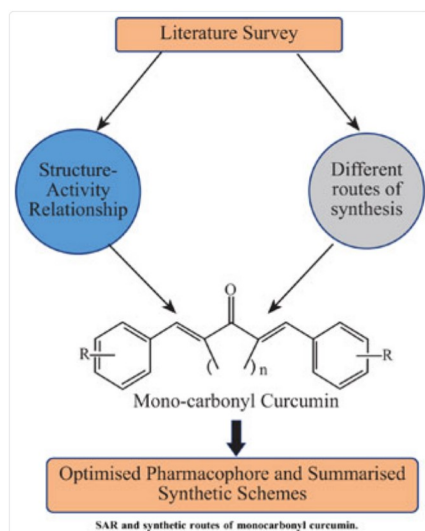 Literature Survey
Structure-
Activity
Relationship
Different
routes of
synthesis
O
R
R
( )n
Mono-carbonyl Curcumin
Optimised Pharmacophore and Summarised
Synthetic Schemes
SAR and synthetic routes of monocarbonyl curcumin.